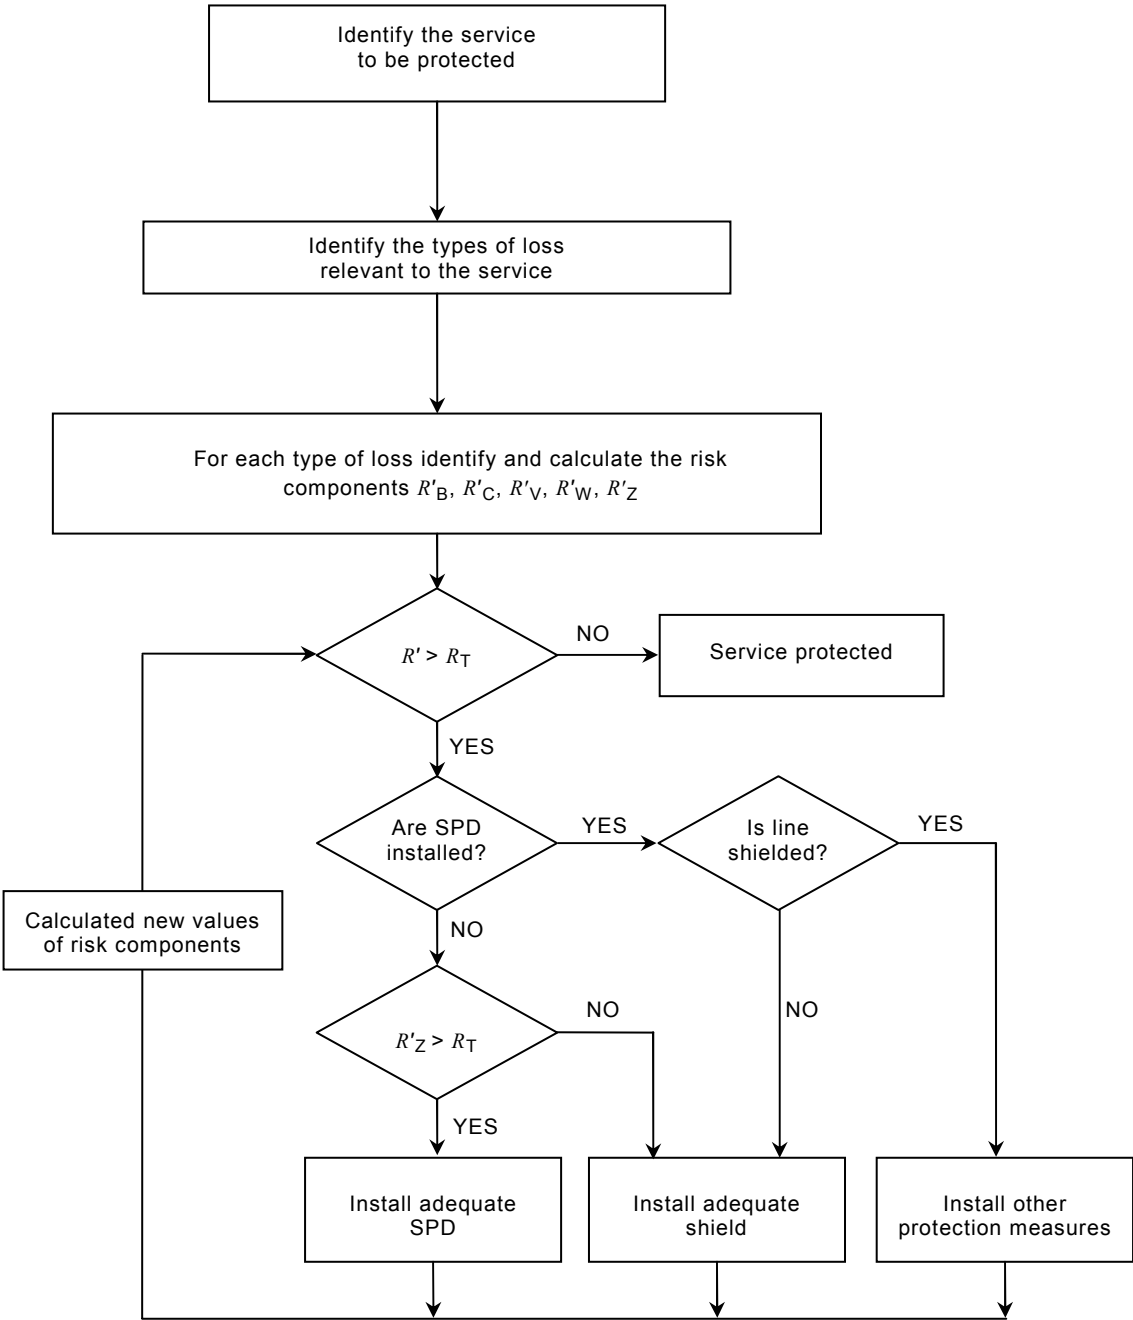 Identify the service
to be protected
Identify the types of loss
relevant to the service
For each type of loss identify and calculate the risk
components R′B, R′C, R′V, R′W, R′Z
R′ > RT
NO
Service protected
YES
Are SPD
installed?
YES
Is line
shielded?
YES
Calculated new values
of risk components
NO
R′Z > RT
NO
NO
YES
Install adequate
SPD
Install adequate
shield
Install other
protection measures